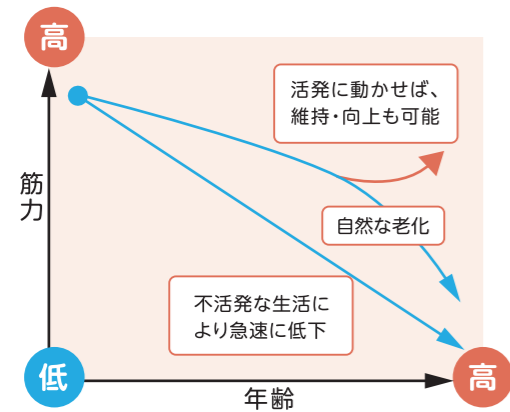 高
活発に動かせば、
維持・向上も可能
筋力
自然な老化
不活発な生活に
より急速に低下
低
高
年齢